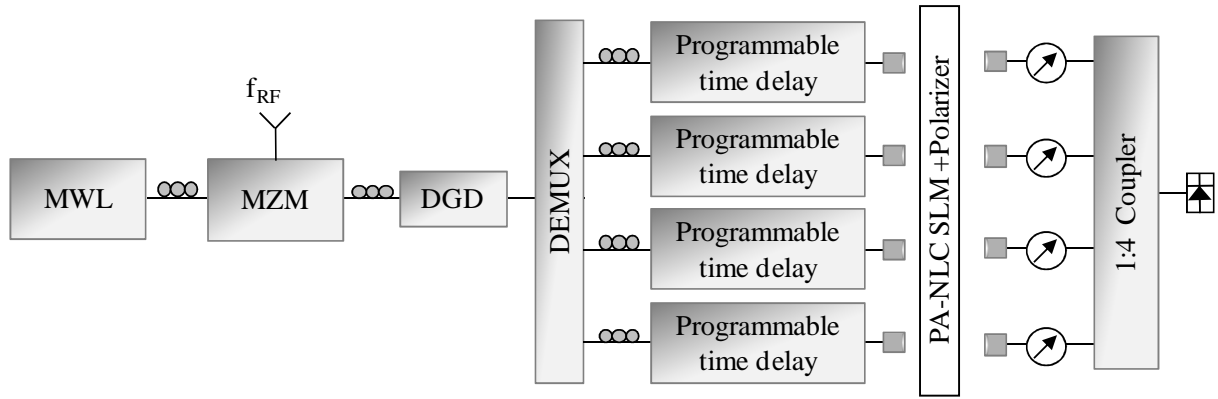 f_RF
MWL
MZM
DGD
DEMUX
Programmable
time delay
Programmable
time delay
Programmable
time delay
Programmable
time delay
PA-NLC SLM +Polarizer
1:4 Coupler